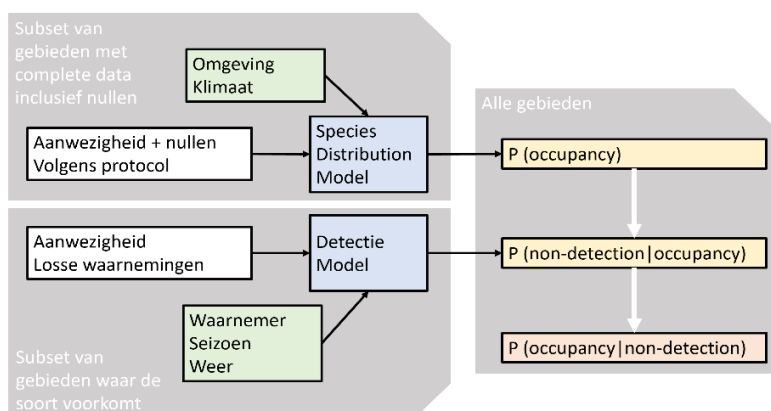 Subset van
gebieden met
complete data
inclusief nullen
Omgeving
Klimaat
Aanwezigheid + nullen
Volgens protocol
Species
Distribution
Model
Alle gebieden
P (occupancy)
Aanwezigheid
Losse waarnemingen
Detectie
Model
P (non-detection|occupancy)
Waarnemer
Seizoen
Weer
P (occupancy|non-detection)
Subset van
gebieden waar de
soort voorkomt